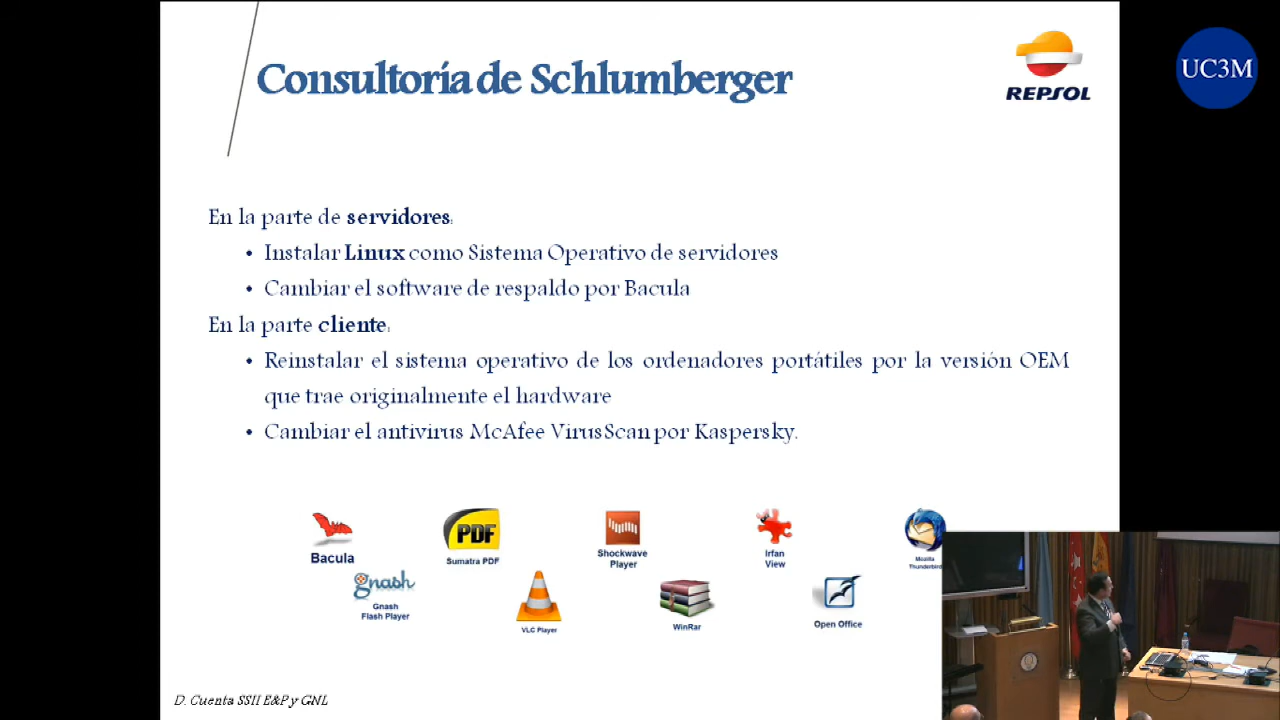 Consultoría de Schlumberger
REPSOL
UC3M
En la parte de servidores:
• Instalar Linux como Sistema Operativo de servidores
• Cambiar el software de respaldo por Bacula
En la parte cliente:
• Reinstalar el sistema operativo de los ordenadores portátiles por la versión OEM
que trae originalmente el hardware
• Cambiar el antivirus McAfee VirusScan por Kaspersky.
Bacula
PDF
Sumatra PDF
Shockwave
Player
Irfan
View
Mozilla
Thunderbird
gnash
Gnash
Flash Player
VLC Player
WinRar
Open Office
D. Cuenta SSII E&P y GNL